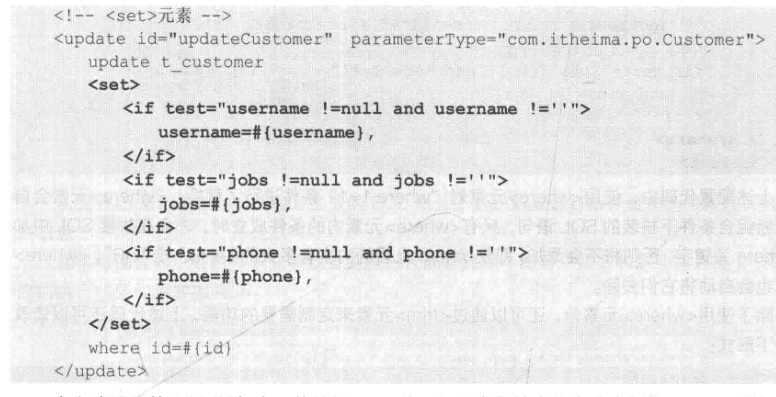 <!-- <set>元素 -->
<update id="updateCustomer" parameterType="com.itheima.po.Customer">
update t_customer
<set>
<if test="username !=null and username !=''">
username=#{username},
</if>
<if test="jobs !=null and jobs !=''">
jobs=#{jobs},
</if>
<if test="phone !=null and phone !=''">
phone=#{phone},
</if>
</set>
where id=#{id}
</update>